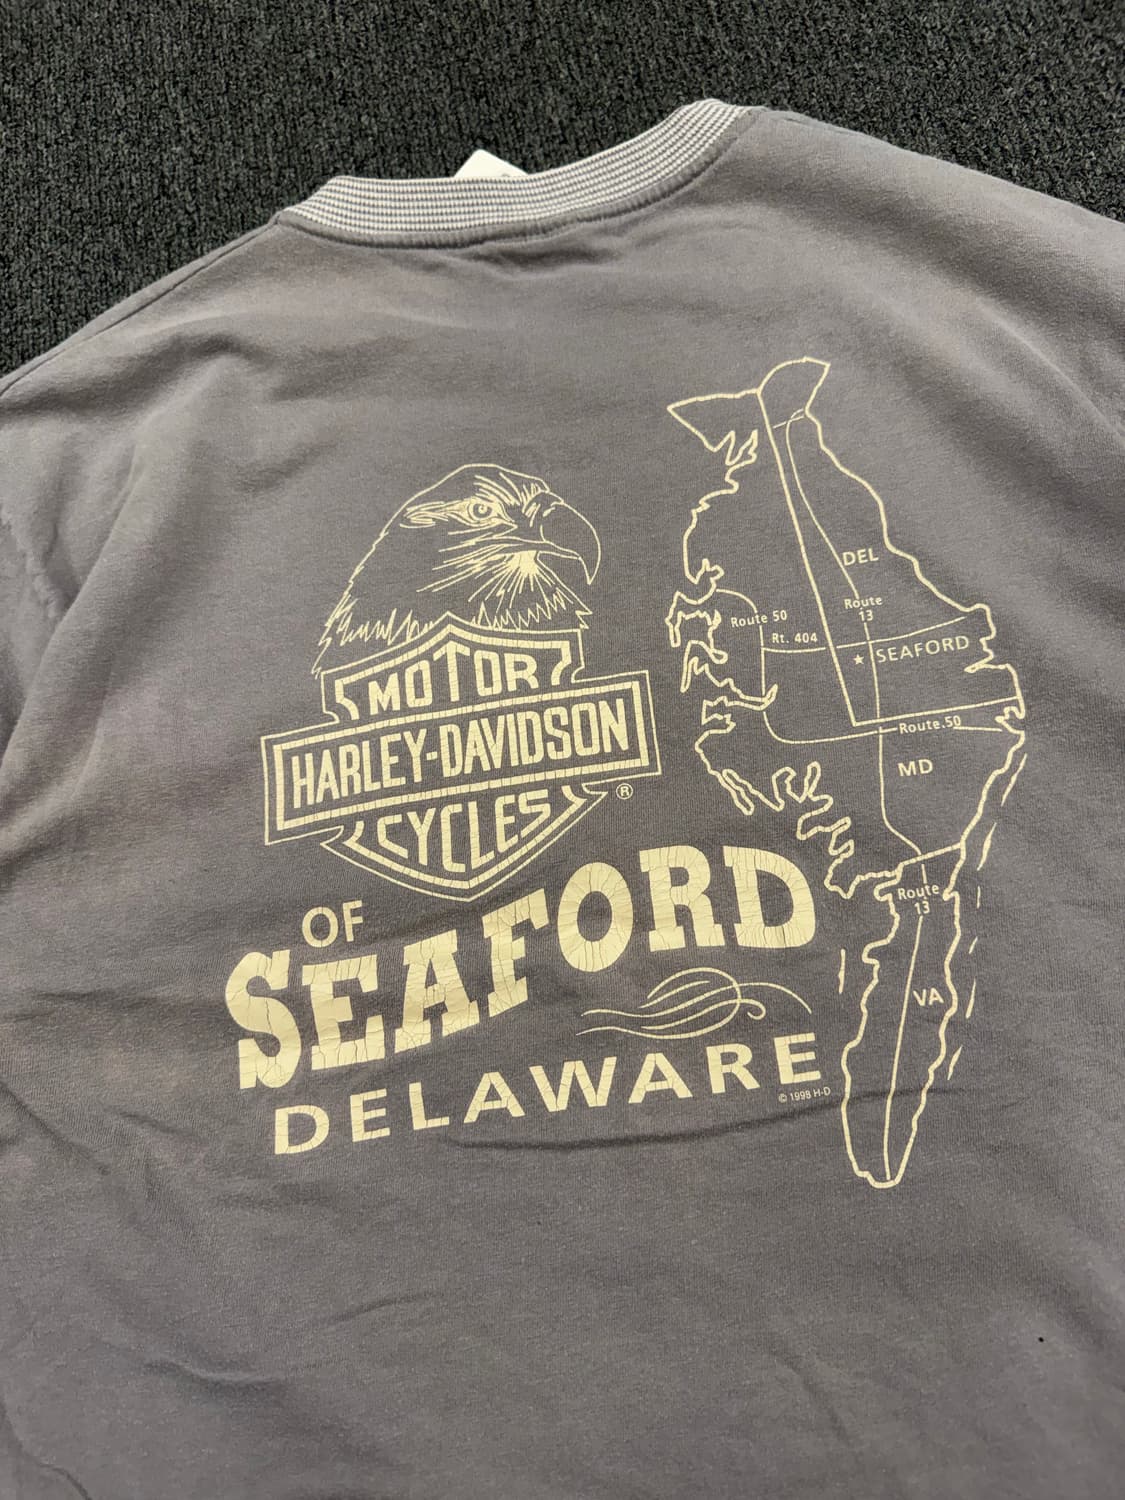 MOTOR
HARLEY-DAVIDSON
CYCLES
®
OF
SEAFORD
DELAWARE
© 1998 H-D
DEL
Route
13
Route 50
Rt. 404
★ SEAFORD
Route 50
MD
Route
13
VA